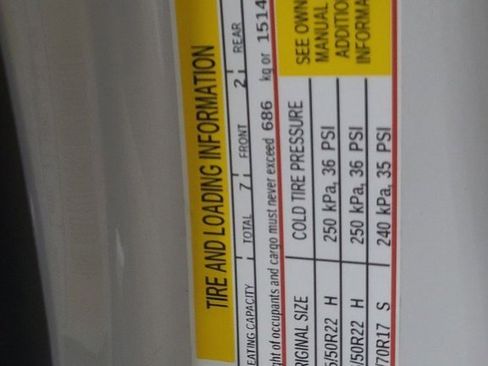 TIRE AND LOADING INFORMATION
EATING CAPACITY TOTAL 7 FRONT 2 REAR
ght of occupants and cargo must never exceed 686 kg or 1514
RIGINAL SIZE COLD TIRE PRESSURE SEE OWN
MANUAL
/50R22 H 250 kPa, 36 PSI ADDITIO
/50R22 H 250 kPa, 36 PSI INFORMA
70R17 S 240 kPa, 35 PSI